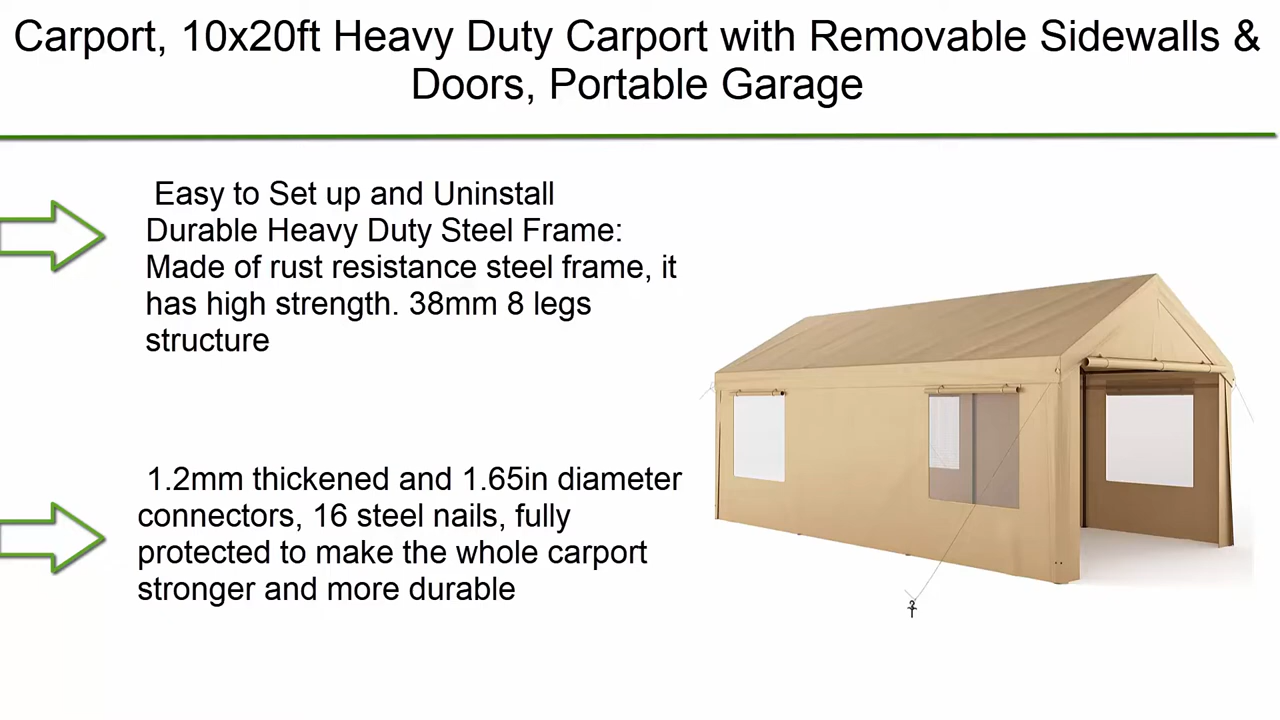 Carport, 10x20ft Heavy Duty Carport with Removable Sidewalls &
Doors, Portable Garage
Easy to Set up and Uninstall
Durable Heavy Duty Steel Frame:
Made of rust resistance steel frame, it
has high strength. 38mm 8 legs
structure
1.2mm thickened and 1.65in diameter
connectors, 16 steel nails, fully
protected to make the whole carport
stronger and more durable